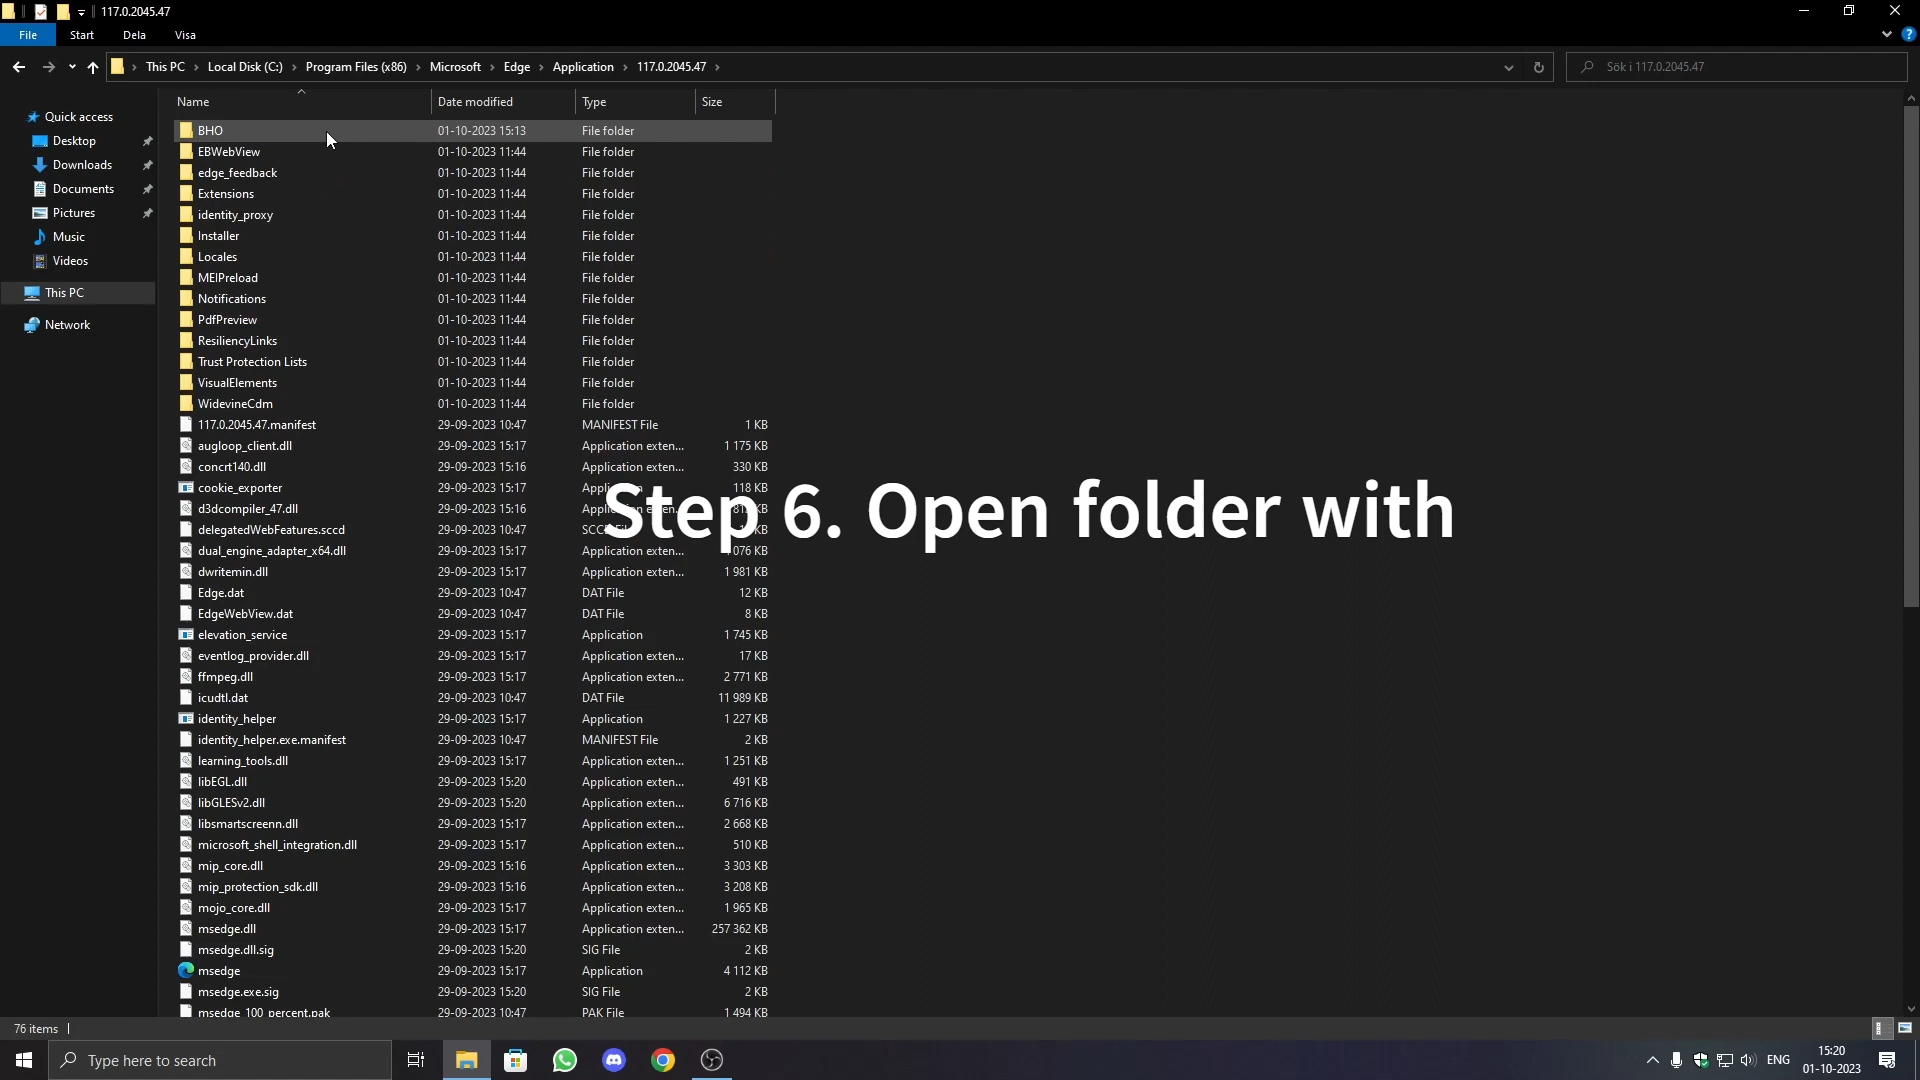 117.0.2045.47
File Start Dela Visa
This PC Local Disk (C:) Program Files (x86) Microsoft Edge Application 117.0.2045.47
Sök i 117.0.2045.47
Name Date modified Type Size
Quick access
Desktop
Downloads
Documents
Pictures
Music
Videos
This PC
Network
BHO 01-10-2023 15:13 File folder
EBWebView 01-10-2023 11:44 File folder
edge_feedback 01-10-2023 11:44 File folder
Extensions 01-10-2023 11:44 File folder
identity_proxy 01-10-2023 11:44 File folder
Installer 01-10-2023 11:44 File folder
Locales 01-10-2023 11:44 File folder
MEIPreload 01-10-2023 11:44 File folder
Notifications 01-10-2023 11:44 File folder
PdfPreview 01-10-2023 11:44 File folder
ResiliencyLinks 01-10-2023 11:44 File folder
Trust Protection Lists 01-10-2023 11:44 File folder
VisualElements 01-10-2023 11:44 File folder
WidevineCdm 01-10-2023 11:44 File folder
117.0.2045.47.manifest 29-09-2023 10:47 MANIFEST File 1 KB
augloop_client.dll 29-09-2023 15:17 Application exten... 1 175 KB
concrt140.dll 29-09-2023 15:16 Application exten... 330 KB
cookie_exporter 29-09-2023 15:17 118 KB
d3dcompiler_47.dll 29-09-2023 15:16 KB
delegatedWebFeatures.sccd 29-09-2023 10:47 KB
Step 6. Open folder with
dual_engine_adapter_x64.dll 29-09-2023 15:17 Application exten... 076 KB
dwritemin.dll 29-09-2023 15:17 Application exten... 1 981 KB
Edge.dat 29-09-2023 10:47 DAT File 12 KB
EdgeWebView.dat 29-09-2023 10:47 DAT File 8 KB
elevation_service 29-09-2023 15:17 Application 1 745 KB
eventlog_provider.dll 29-09-2023 15:17 Application exten... 17 KB
ffmpeg.dll 29-09-2023 15:17 Application exten... 2 771 KB
icudtl.dat 29-09-2023 10:47 DAT File 11 989 KB
identity_helper 29-09-2023 15:17 Application 1 227 KB
identity_helper.exe.manifest 29-09-2023 10:47 MANIFEST File 2 KB
learning_tools.dll 29-09-2023 15:17 Application exten... 1 251 KB
libEGL.dll 29-09-2023 15:20 Application exten... 491 KB
libGLESv2.dll 29-09-2023 15:20 Application exten... 6 716 KB
libsmartscreenn.dll 29-09-2023 15:17 Application exten... 2 668 KB
microsoft_shell_integration.dll 29-09-2023 15:17 Application exten... 510 KB
mip_core.dll 29-09-2023 15:16 Application exten... 3 303 KB
mip_protection_sdk.dll 29-09-2023 15:16 Application exten... 3 208 KB
mojo_core.dll 29-09-2023 15:17 Application exten... 1 965 KB
msedge.dll 29-09-2023 15:17 Application exten... 257 362 KB
msedge.dll.sig 29-09-2023 15:20 SIG File 2 KB
msedge 29-09-2023 15:17 Application 4 112 KB
msedge.exe.sig 29-09-2023 15:20 SIG File 2 KB
msedge_100_percent.pak 29-09-2023 10:47 PAK File 1 494 KB
76 items
Type here to search
ENG
15:20
01-10-2023